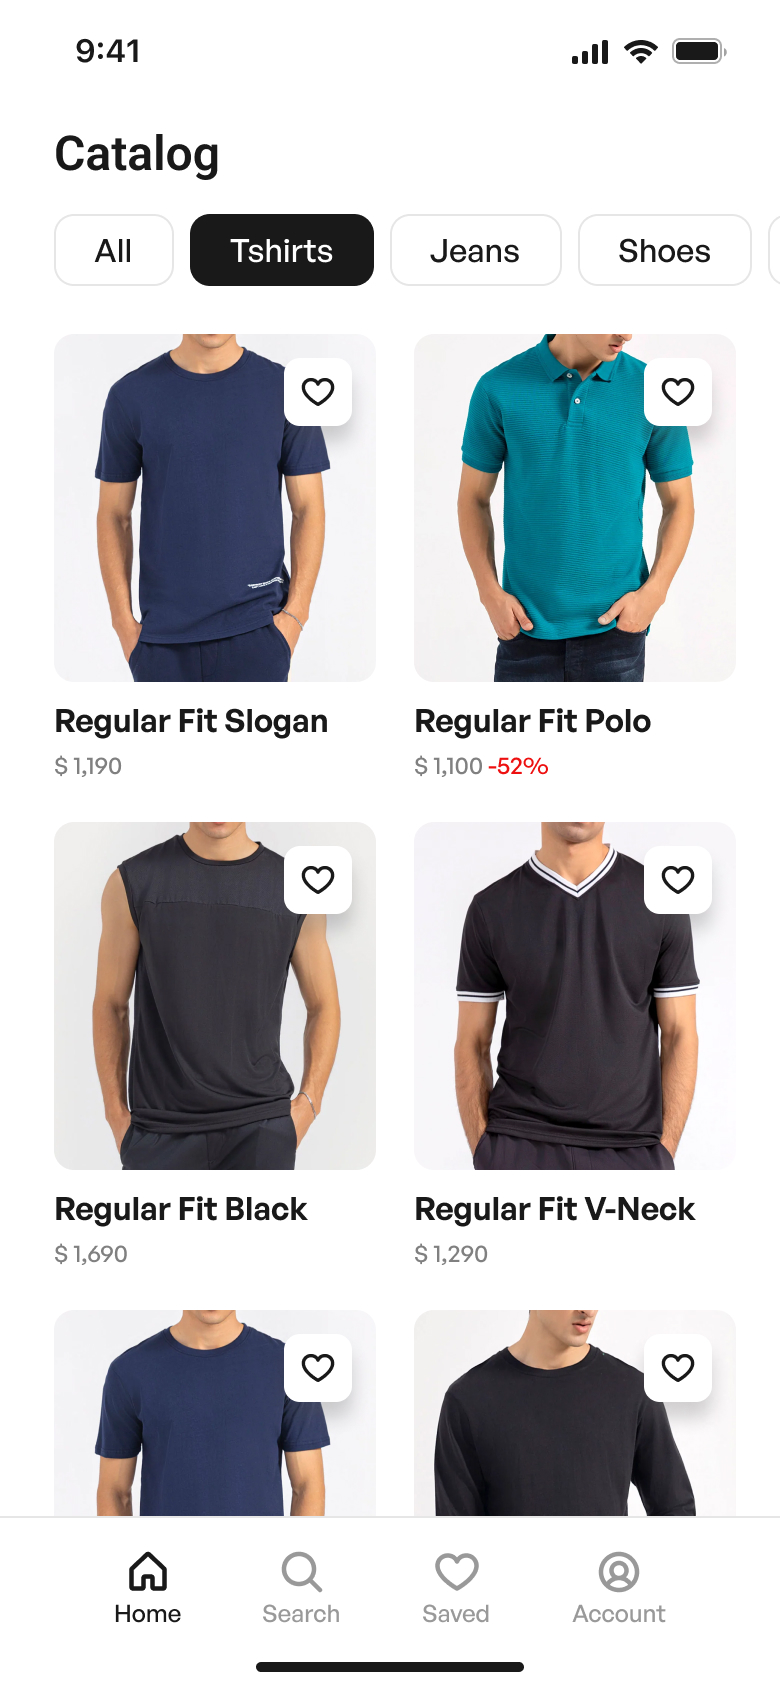 9:41
Catalog
All
Tshirts
Jeans
Shoes
Regular Fit Slogan
$ 1,190
Regular Fit Polo
$ 1,100 -52%
Regular Fit Black
$ 1,690
Regular Fit V-Neck
$ 1,290
Home
Search
Saved
Account